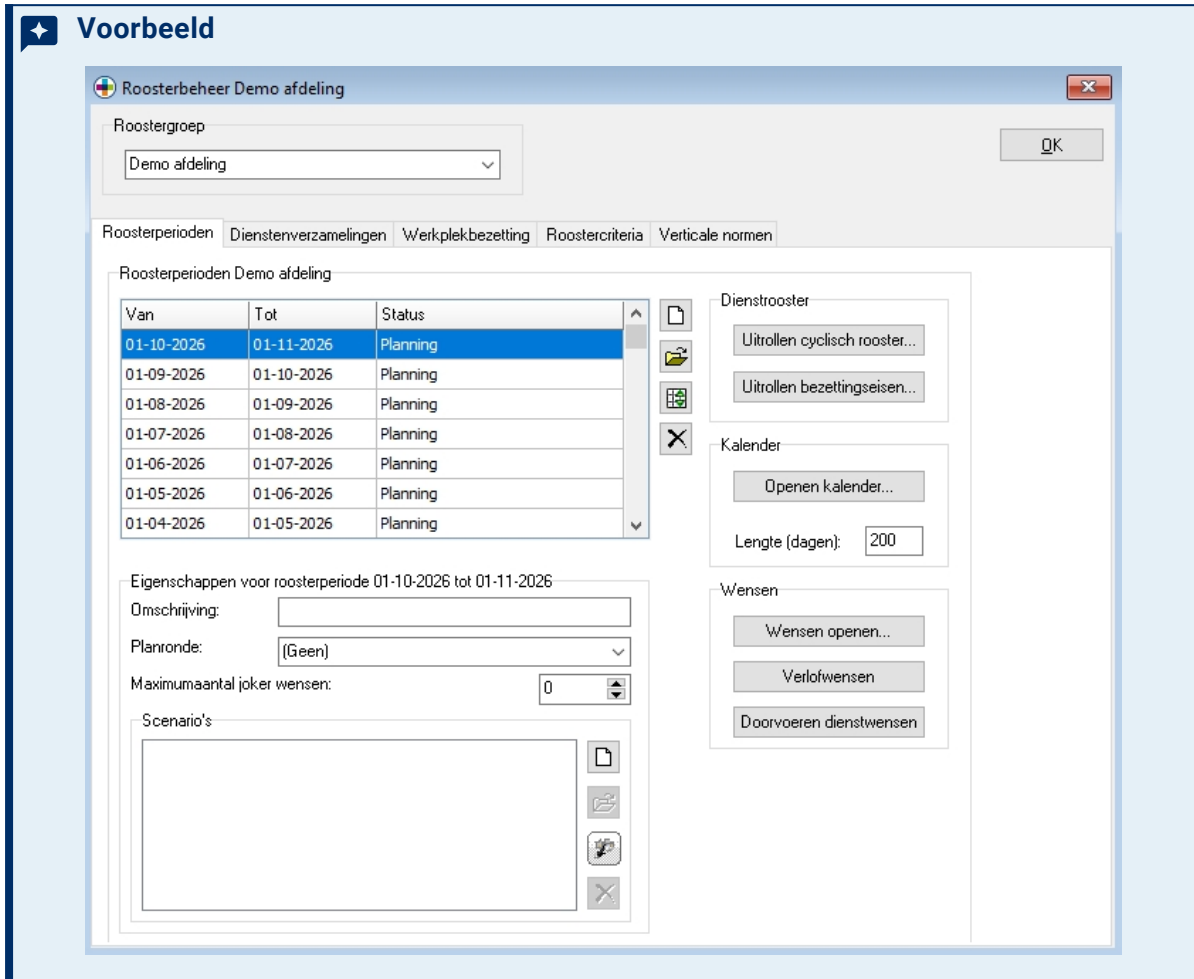 Voorbeeld
Roosterbeheer Demo afdeling
Roostergroep
Demo afdeling
OK
Roosterperioden Dienstenverzamelingen Werkplekbezetting Roostercriteria Verticale normen
Roosterperioden Demo afdeling
Van Tot Status
01-10-2026 01-11-2026 Planning
01-09-2026 01-10-2026 Planning
01-08-2026 01-09-2026 Planning
01-07-2026 01-08-2026 Planning
01-06-2026 01-07-2026 Planning
01-05-2026 01-06-2026 Planning
01-04-2026 01-05-2026 Planning
Dienstrooster
Uitrollen cyclisch rooster...
Uitrollen bezettingseisen...
Kalender
Openen kalender...
Lengte (dagen): 200
Eigenschappen voor roosterperiode 01-10-2026 tot 01-11-2026
Omschrijving:
Planronde: (Geen)
Maximumaantal joker wensen: 0
Scenario's
Wensen
Wensen openen...
Verlofwensen
Doorvoeren dienstwensen